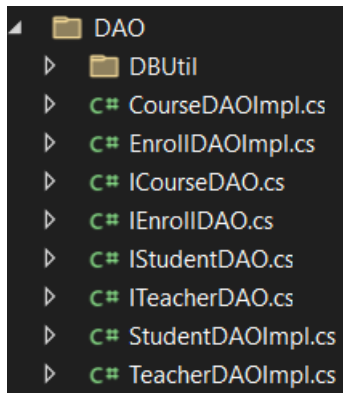 DAO
DBUtil
C# CourseDAOImpl.cs
C# EnrollDAOImpl.cs
C# ICourseDAO.cs
C# IEnrollDAO.cs
C# IStudentDAO.cs
C# ITeacherDAO.cs
C# StudentDAOImpl.cs
C# TeacherDAOImpl.cs